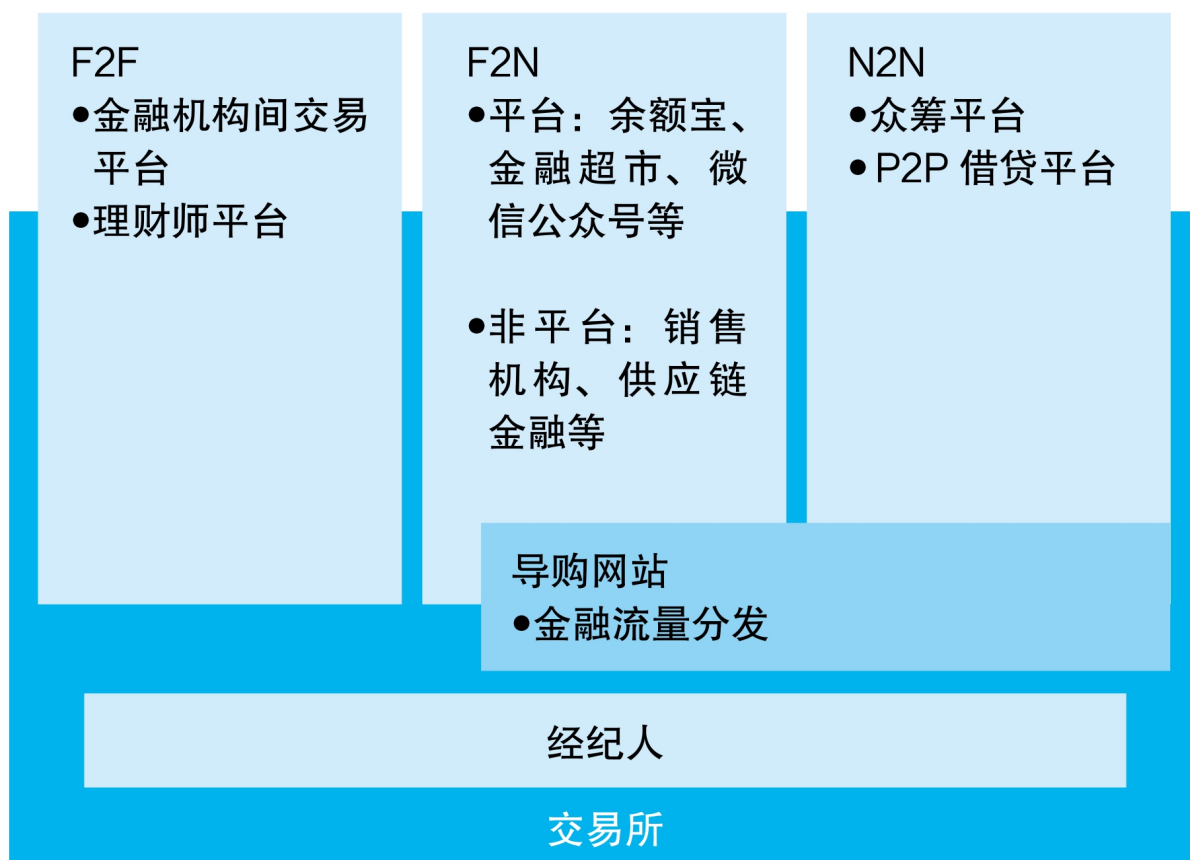 F2F
●金融机构间交易
平台
●理财师平台
F2N
●平台：余额宝、
金融超市、微
信公众号等
●非平台：销售
机构、供应链
金融等
N2N
●众筹平台
●P2P 借贷平台
导购网站
●金融流量分发
经纪人
交易所